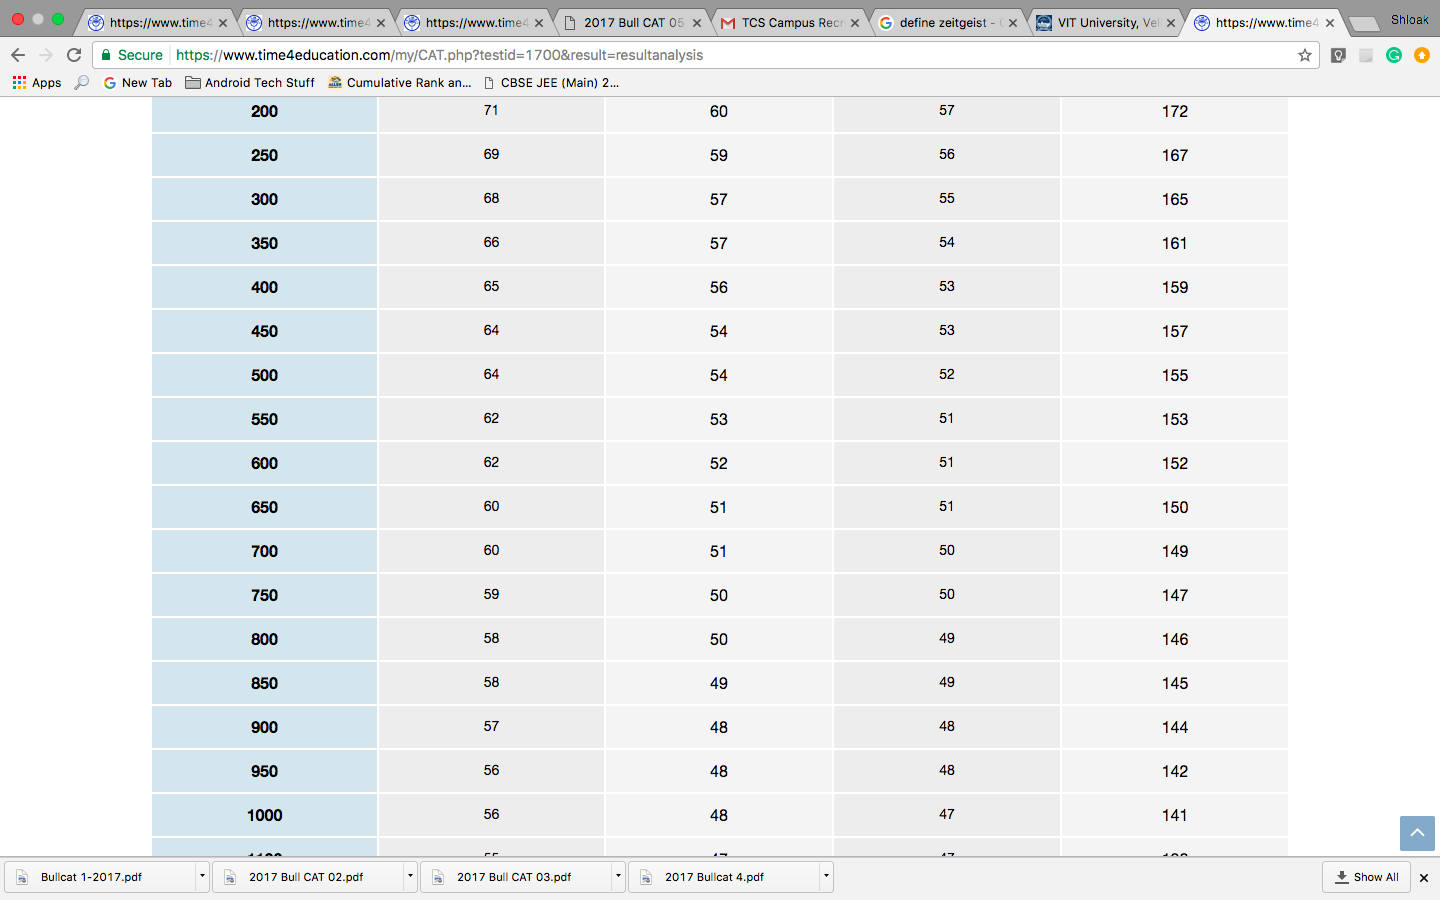 https://www.time4 https://www.time4 https://www.time4 2017 Bull CAT 05 TCS Campus Recr define zeitgeist - VIT University, Vel https://www.time4 Shloak
Secure https://www.time4education.com/my/CAT.php?testid=1700&result=resultanalysis
Apps New Tab Android Tech Stuff Cumulative Rank an... CBSE JEE (Main) 2...
200 71 60 57 172
250 69 59 56 167
300 68 57 55 165
350 66 57 54 161
400 65 56 53 159
450 64 54 53 157
500 64 54 52 155
550 62 53 51 153
600 62 52 51 152
650 60 51 51 150
700 60 51 50 149
750 59 50 50 147
800 58 50 49 146
850 58 49 49 145
900 57 48 48 144
950 56 48 48 142
1000 56 48 47 141
Bullcat 1-2017.pdf 2017 Bull CAT 02.pdf 2017 Bull CAT 03.pdf 2017 Bullcat 4.pdf Show All